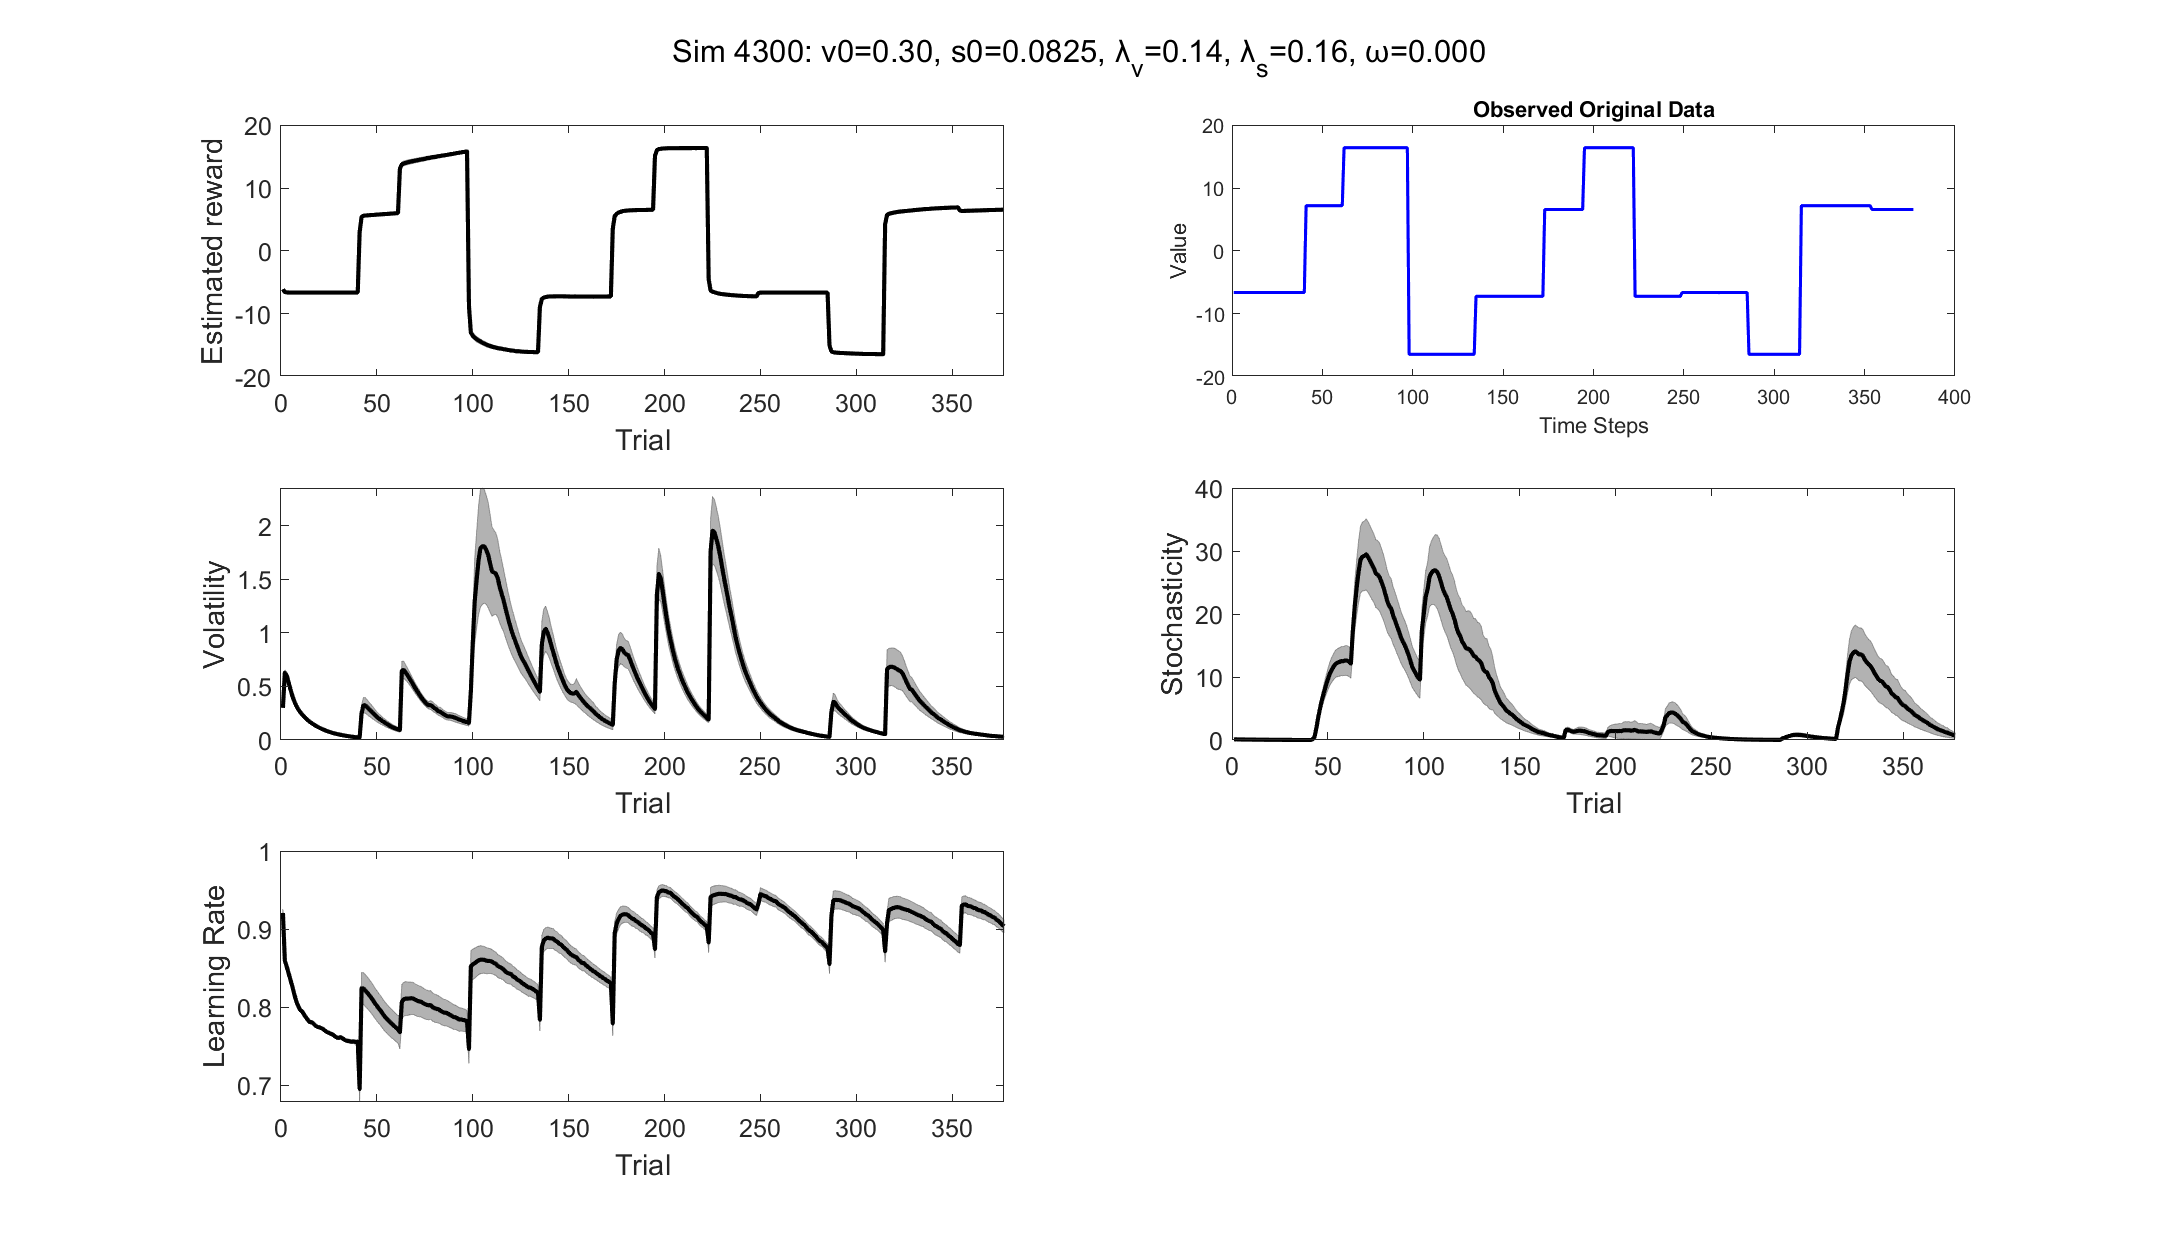 Sim 4300: v0=0.30, s0=0.0825, λv=0.14, λs=0.16, ω=0.000
Estimated reward
20
10
0
-10
-20
0 50 100 150 200 250 300 350
Trial
Observed Original Data
Value
20
10
0
-10
-20
0 50 100 150 200 250 300 350 400
Time Steps
Volatility
2
1.5
1
0.5
0
0 50 100 150 200 250 300 350
Trial
Stochasticity
40
30
20
10
0
0 50 100 150 200 250 300 350
Trial
Learning Rate
1
0.9
0.8
0.7
0 50 100 150 200 250 300 350
Trial